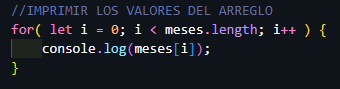 //IMPRIMIR LOS VALORES DEL ARREGLO
for( let i = 0; i < meses.length; i++ ) {
    console.log(meses[i]);
}